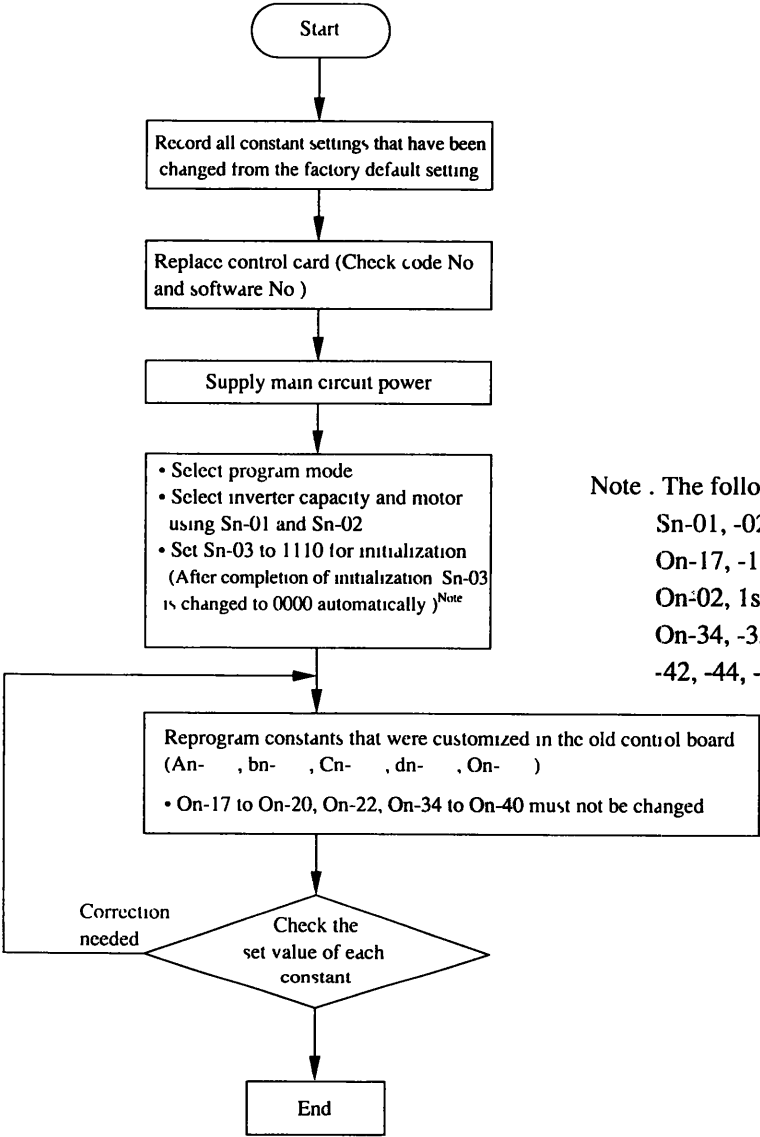 Start
Record all constant settings that have been
changed from the factory default setting
Replace control card (Check code No
and software No )
Supply main circuit power
• Select program mode
• Select inverter capacity and motor
using Sn-01 and Sn-02
• Set Sn-03 to 1110 for initialization
(After completion of initialization Sn-03
is changed to 0000 automatically )Note
Note . The follo
Sn-01, -02
On-17, -1
On-02, 1s
On-34, -3
-42, -44, -
Reprogram constants that were customized in the old control board
(An- , bn- , Cn- , dn- , On- )
• On-17 to On-20, On-22, On-34 to On-40 must not be changed
Correction
needed
Check the
set value of each
constant
End